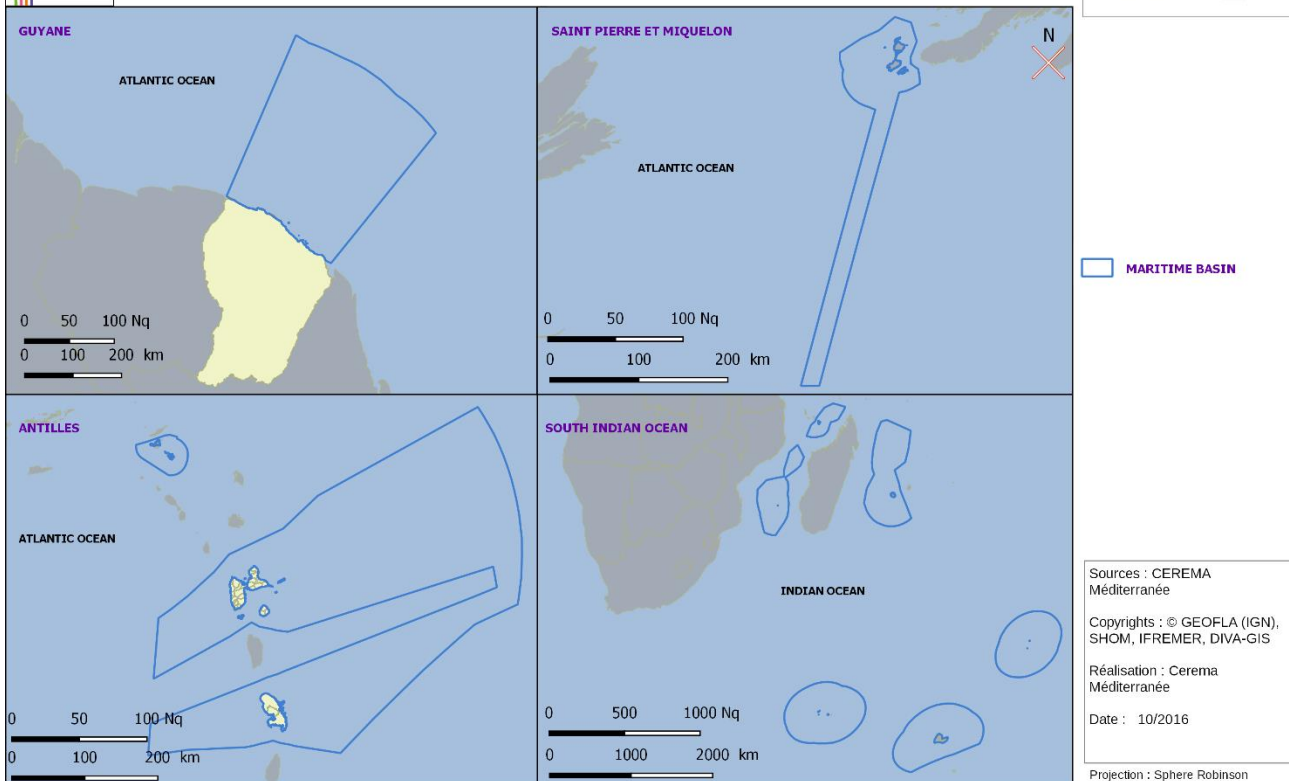 GUYANE
ATLANTIC OCEAN
0 50 100 Nq
0 100 200 km
SAINT PIERRE ET MIQUELON
N
ATLANTIC OCEAN
0 50 100 Nq
0 100 200 km
MARITIME BASIN
ANTILLES
ATLANTIC OCEAN
0 50 100 Nq
0 100 200 km
SOUTH INDIAN OCEAN
INDIAN OCEAN
0 500 1000 Nq
0 1000 2000 km
Sources : CEREMA
Méditerranée
Copyrights : © GEOFLA (IGN),
SHOM, IFREMER, DIVA-GIS
Réalisation : Cerema
Méditerranée
Date : 10/2016
Projection : Sphere Robinson